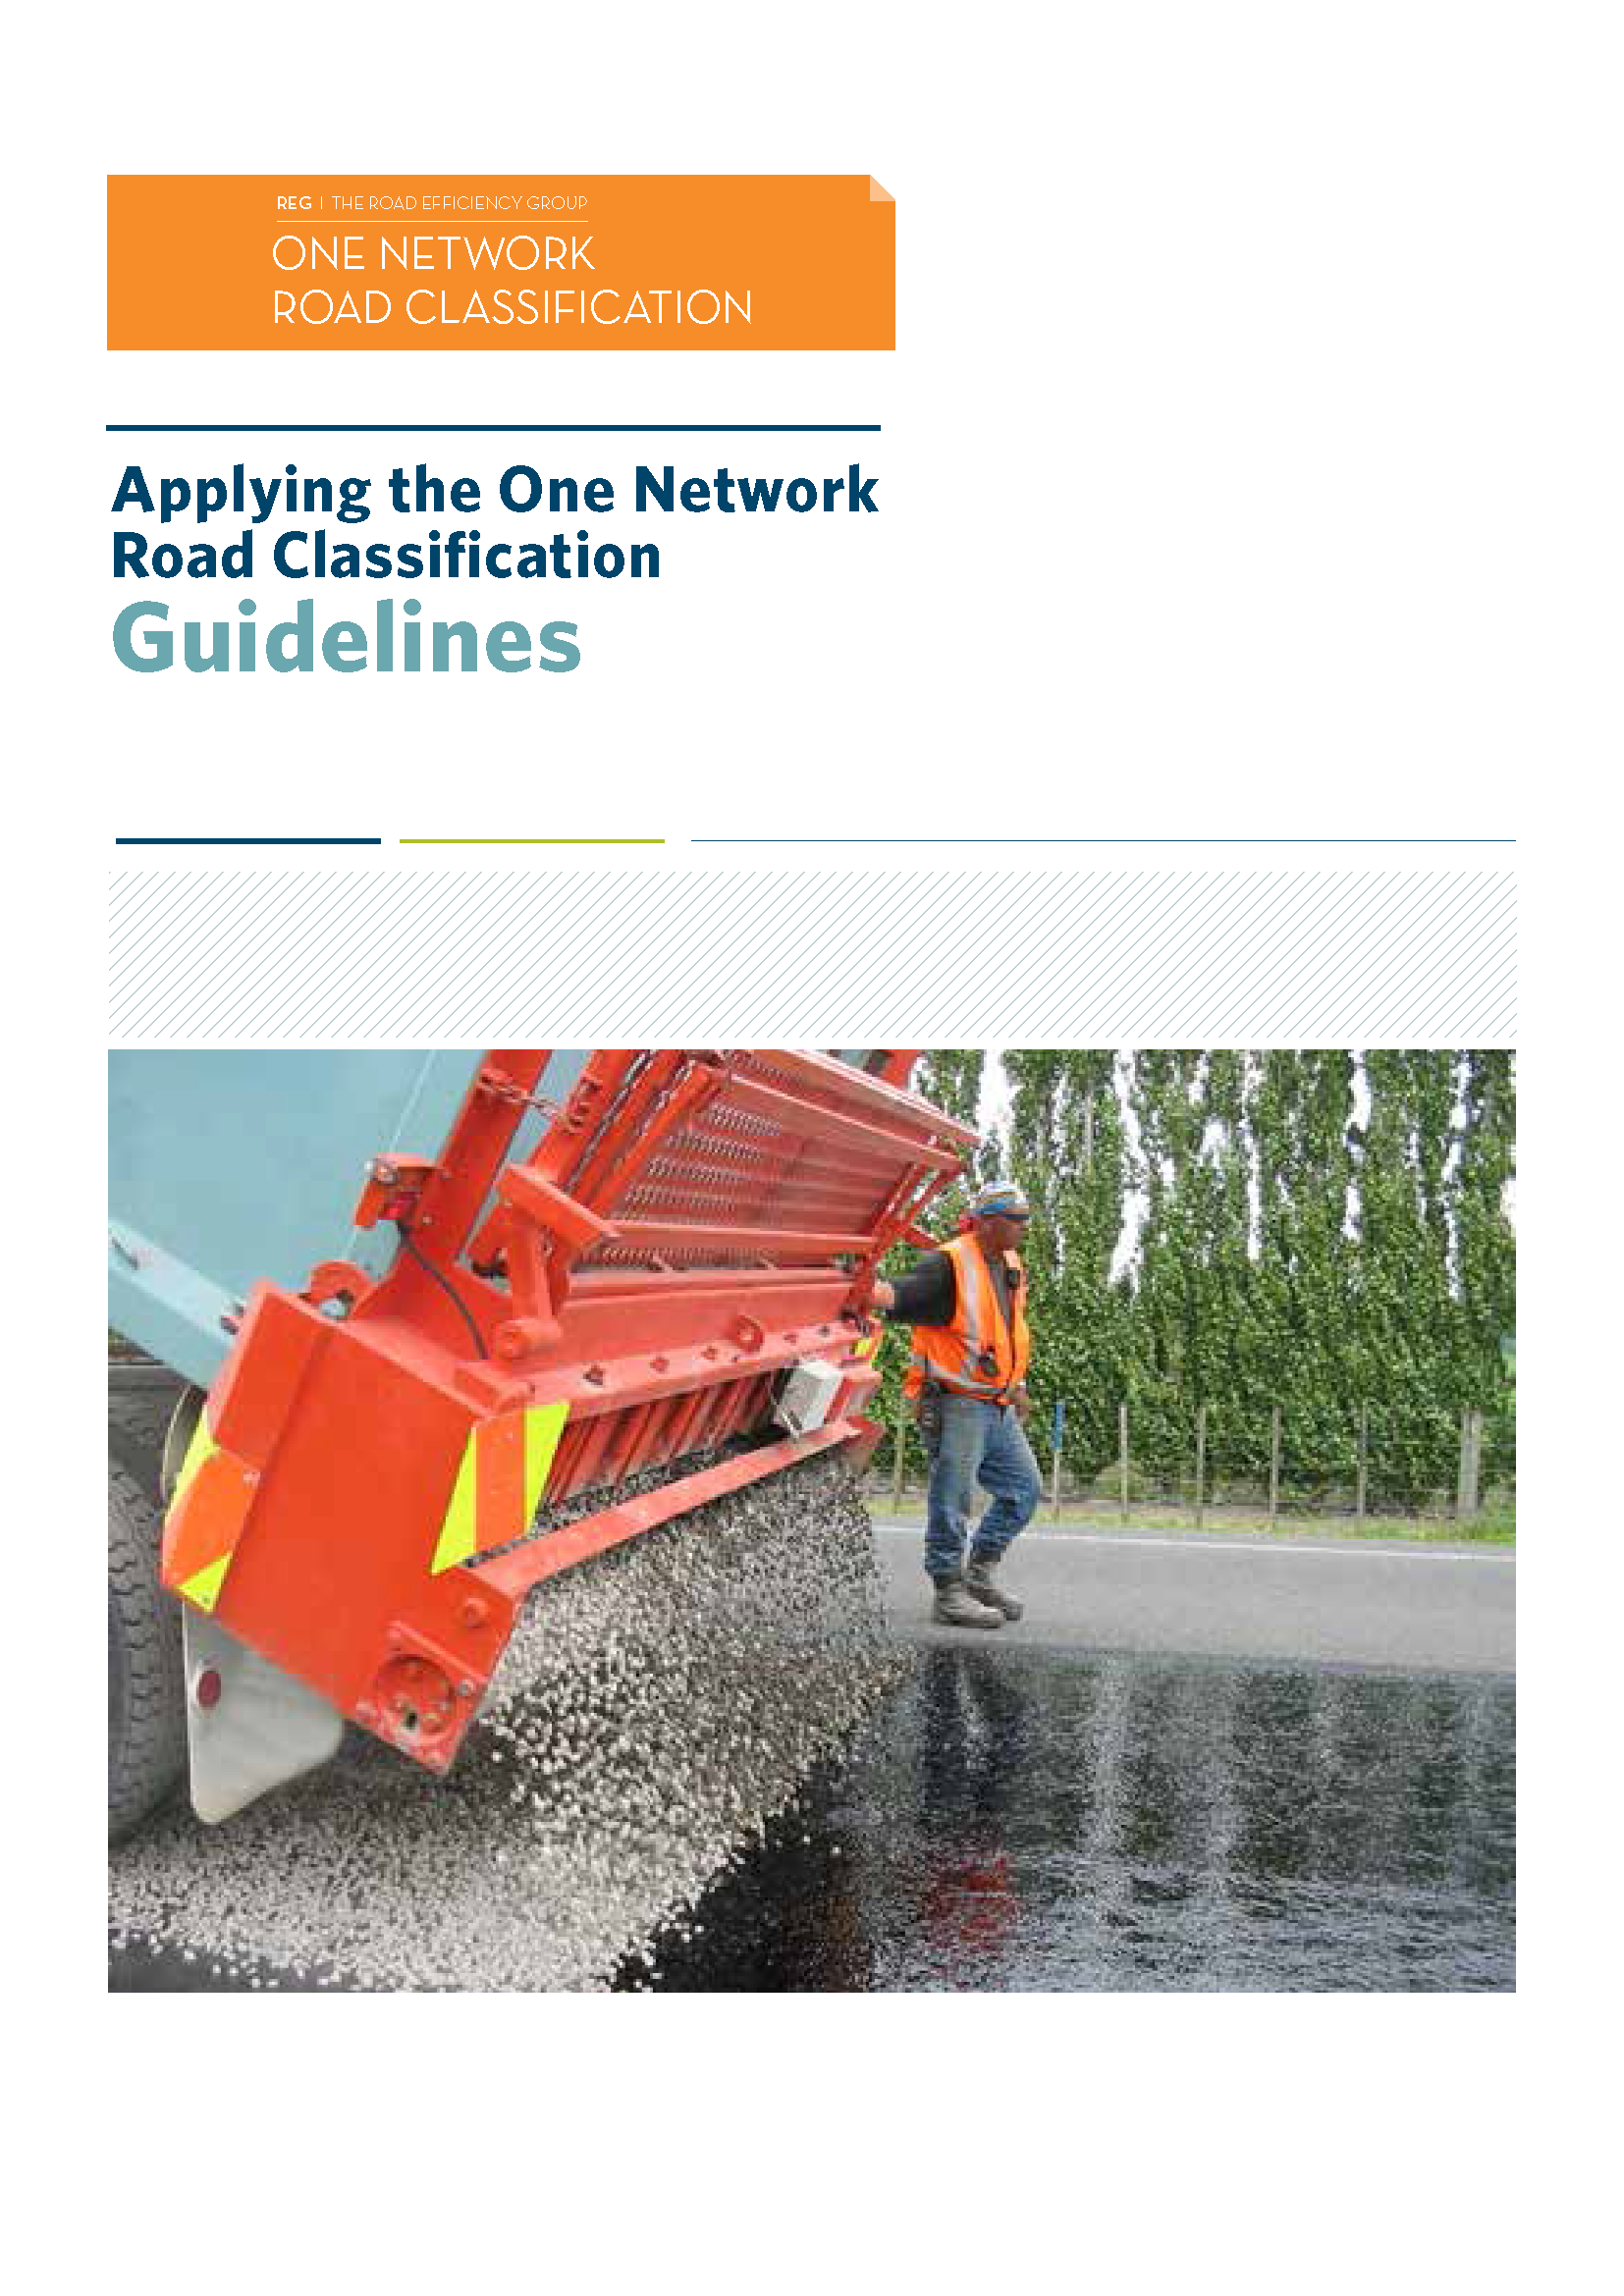 REG | THE ROAD EFFICIENCY GROUP
ONE NETWORK
ROAD CLASSIFICATION
Applying the One Network
Road Classification
Guidelines